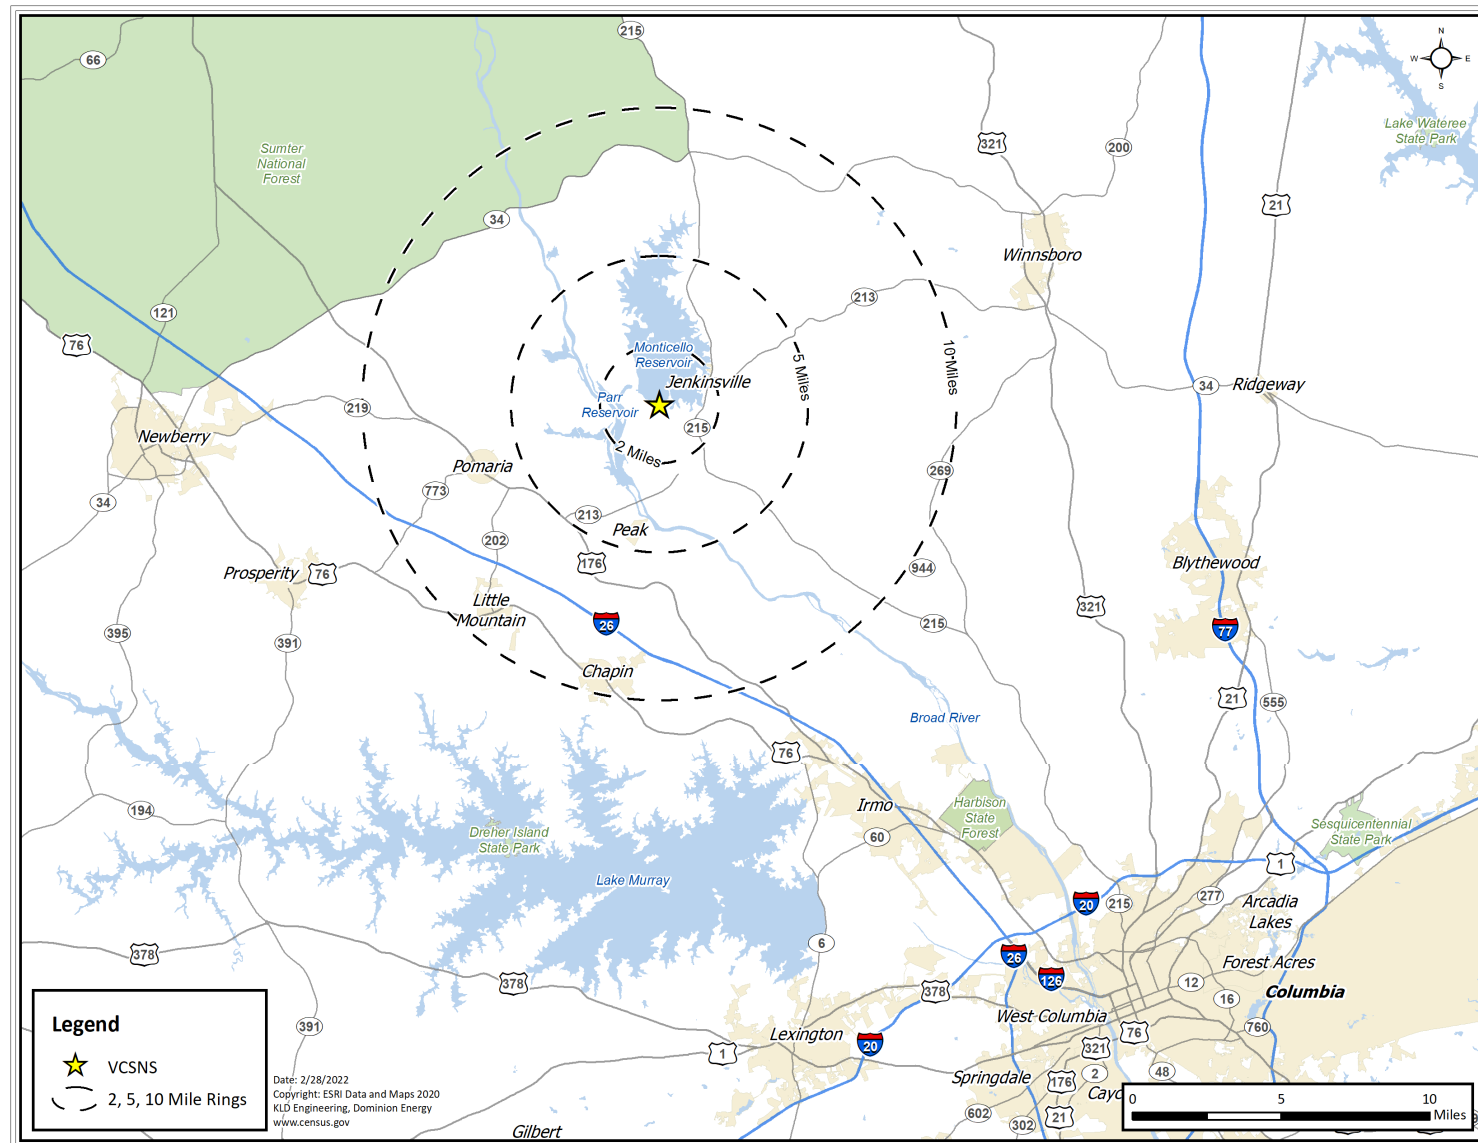 215
66
N
W
E
S
Lake Wateree
State Park
321
200
Sumter
National
Forest
21
34
Winnsboro
213
121
76
Monticello
Reservoir
5 Miles
10 Miles
Jenkinsville
34
Ridgeway
Parr
Reservoir
219
215
Newberry
2 Miles
Pomaria
269
773
34
213
Peak
202
176
Blythewood
944
Prosperity
76
Little
Mountain
321
26
215
77
395
391
Chapin
21
555
Broad River
76
Irmo
Harbison
State
Forest
194
Sesquicentennial
State Park
Dreher Island
State Park
60
1
Lake Murray
277
20
215
Arcadia
Lakes
6
378
26
Forest Acres
378
126
12
378
Columbia
16
West Columbia
Legend
391
760
Lexington
76
20
321
1
VCSNS
2
48
Springdale
176
Date: 2/28/2022
Copyright: ESRI Data and Maps 2020
KLD Engineering, Dominion Energy
www.census.gov
2, 5, 10 Mile Rings
Cayc
0 5 10
Miles
602
21
302
Gilbert